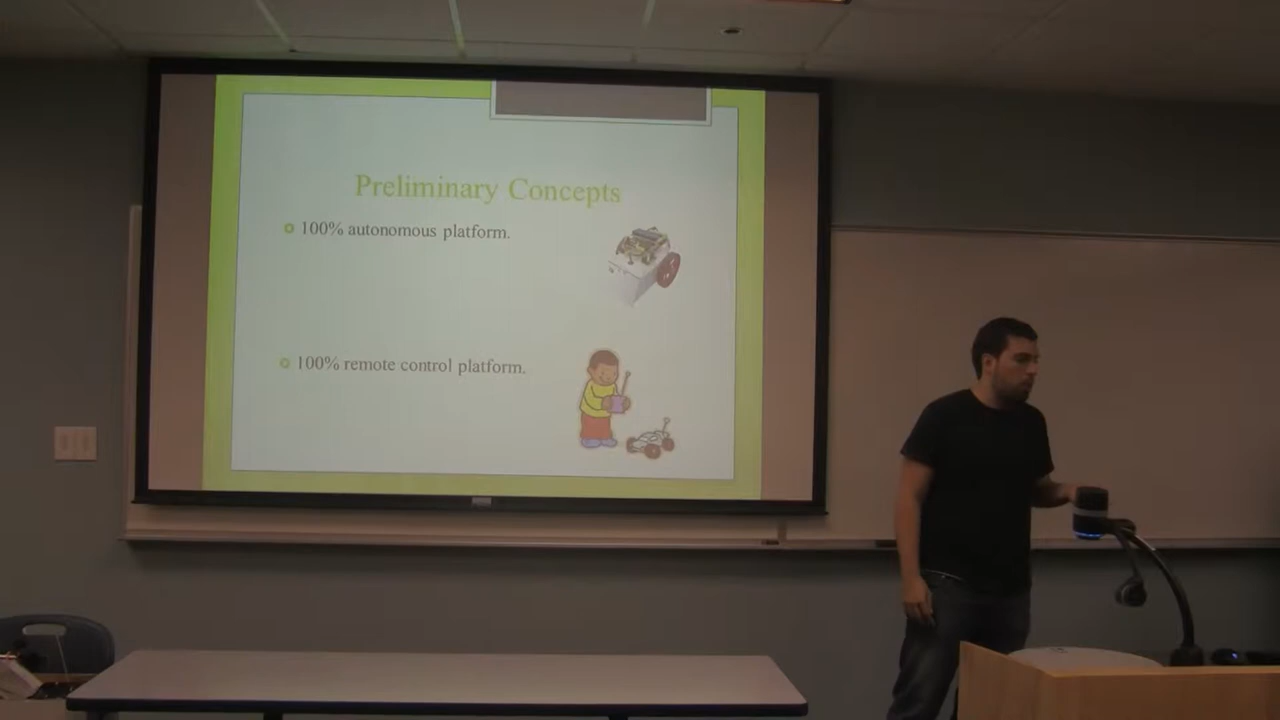 Preliminary Concepts
100% autonomous platform.
100% remote control platform.